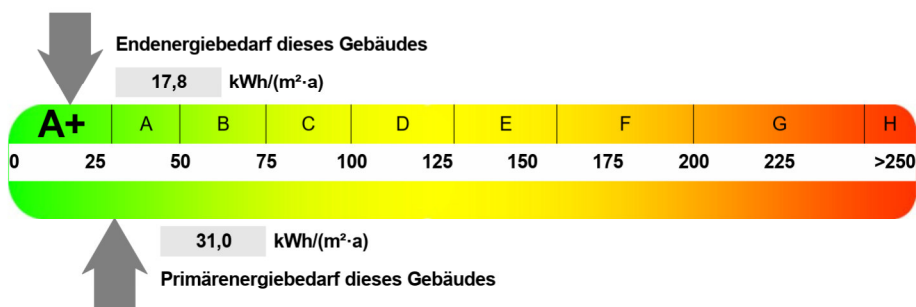 Endenergiebedarf dieses Gebäudes
17,8 kWh/(m²·a)
A+ A B C D E F G H
0 25 50 75 100 125 150 175 200 225 >250
31,0 kWh/(m²·a)
Primärenergiebedarf dieses Gebäudes